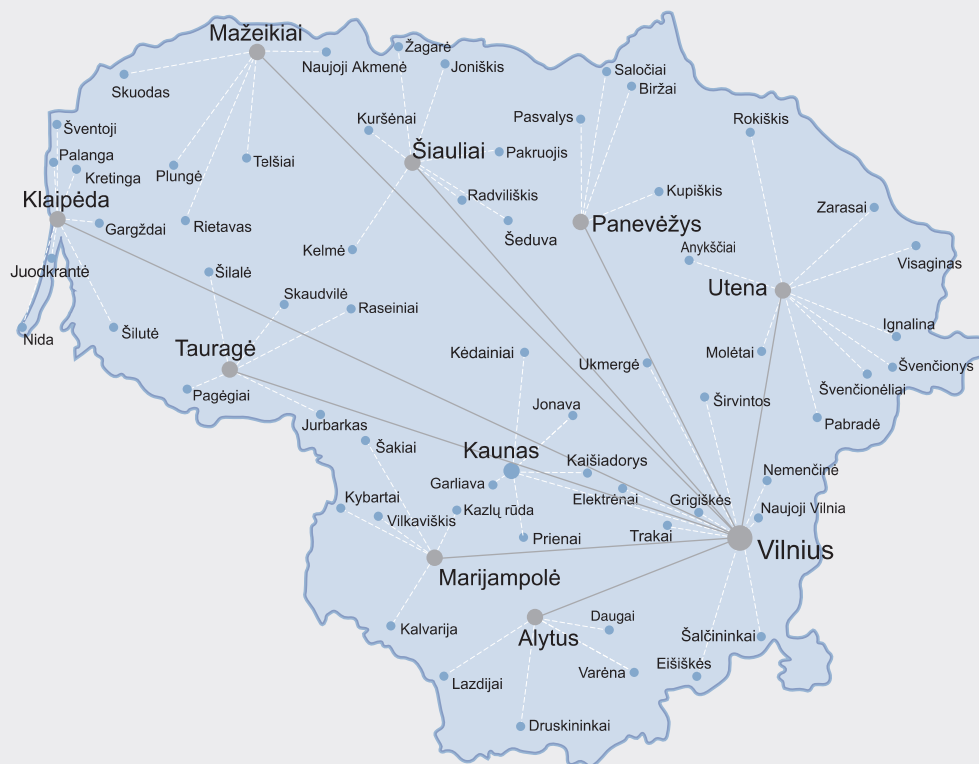 Mažeikiai
Žagarė
Naujoji Akmenė
Joniškis
Saločiai
Biržai
Skuodas
Kuršėnai
Pasvalys
Rokiškis
Šventoji
Palanga
Kretinga
Plungė
Telšiai
Šiauliai
Pakruojis
Klaipėda
Gargždai
Rietavas
Radviliškis
Šeduva
Kupiškis
Panevėžys
Zarasai
Kelmė
Anykščiai
Visaginas
Juodkrantė
Šilalė
Skaudvilė
Raseiniai
Utena
Nida
Šilutė
Tauragė
Kėdainiai
Ukmergė
Molėtai
Ignalina
Švenčionys
Švenčionėliai
Pagėgiai
Jurbarkas
Jonava
Širvintos
Pabradė
Šakiai
Kaunas
Kaišiadorys
Nemenčinė
Garliava
Elektrėnai
Grigiškės
Naujoji Vilnia
Kybartai
Vilkaviškis
Kazlų rūda
Prienai
Trakai
Vilnius
Marijampolė
Kalvarija
Alytus
Daugai
Šalčininkai
Eišiškės
Varėna
Lazdijai
Druskininkai